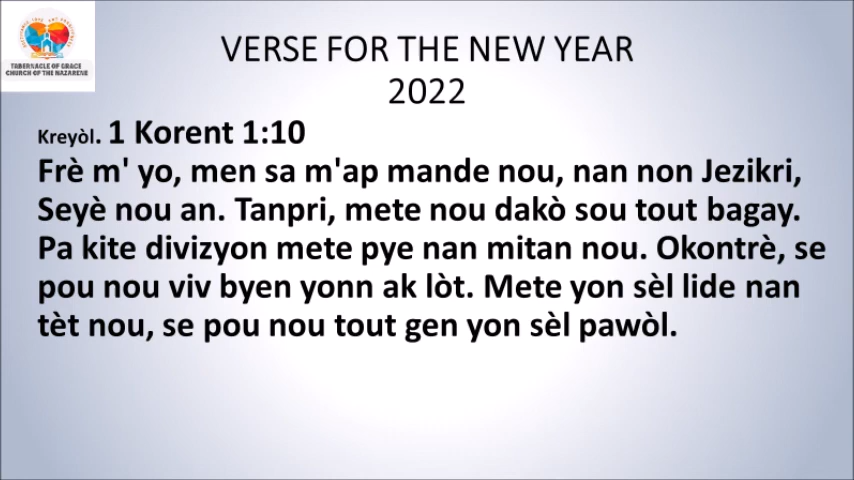 TABERNACLE OF GRACE
CHURCH OF THE NAZARENE
VERSE FOR THE NEW YEAR
2022
Kreyòl. 1 Korent 1:10
Frè m' yo, men sa m'ap mande nou, nan non Jezikri,
Seyè nou an. Tanpri, mete nou dakò sou tout bagay.
Pa kite divizyon mete pye nan mitan nou. Okontrè, se
pou nou viv byen yonn ak lòt. Mete yon sèl lide nan
tèt nou, se pou nou tout gen yon sèl pawòl.